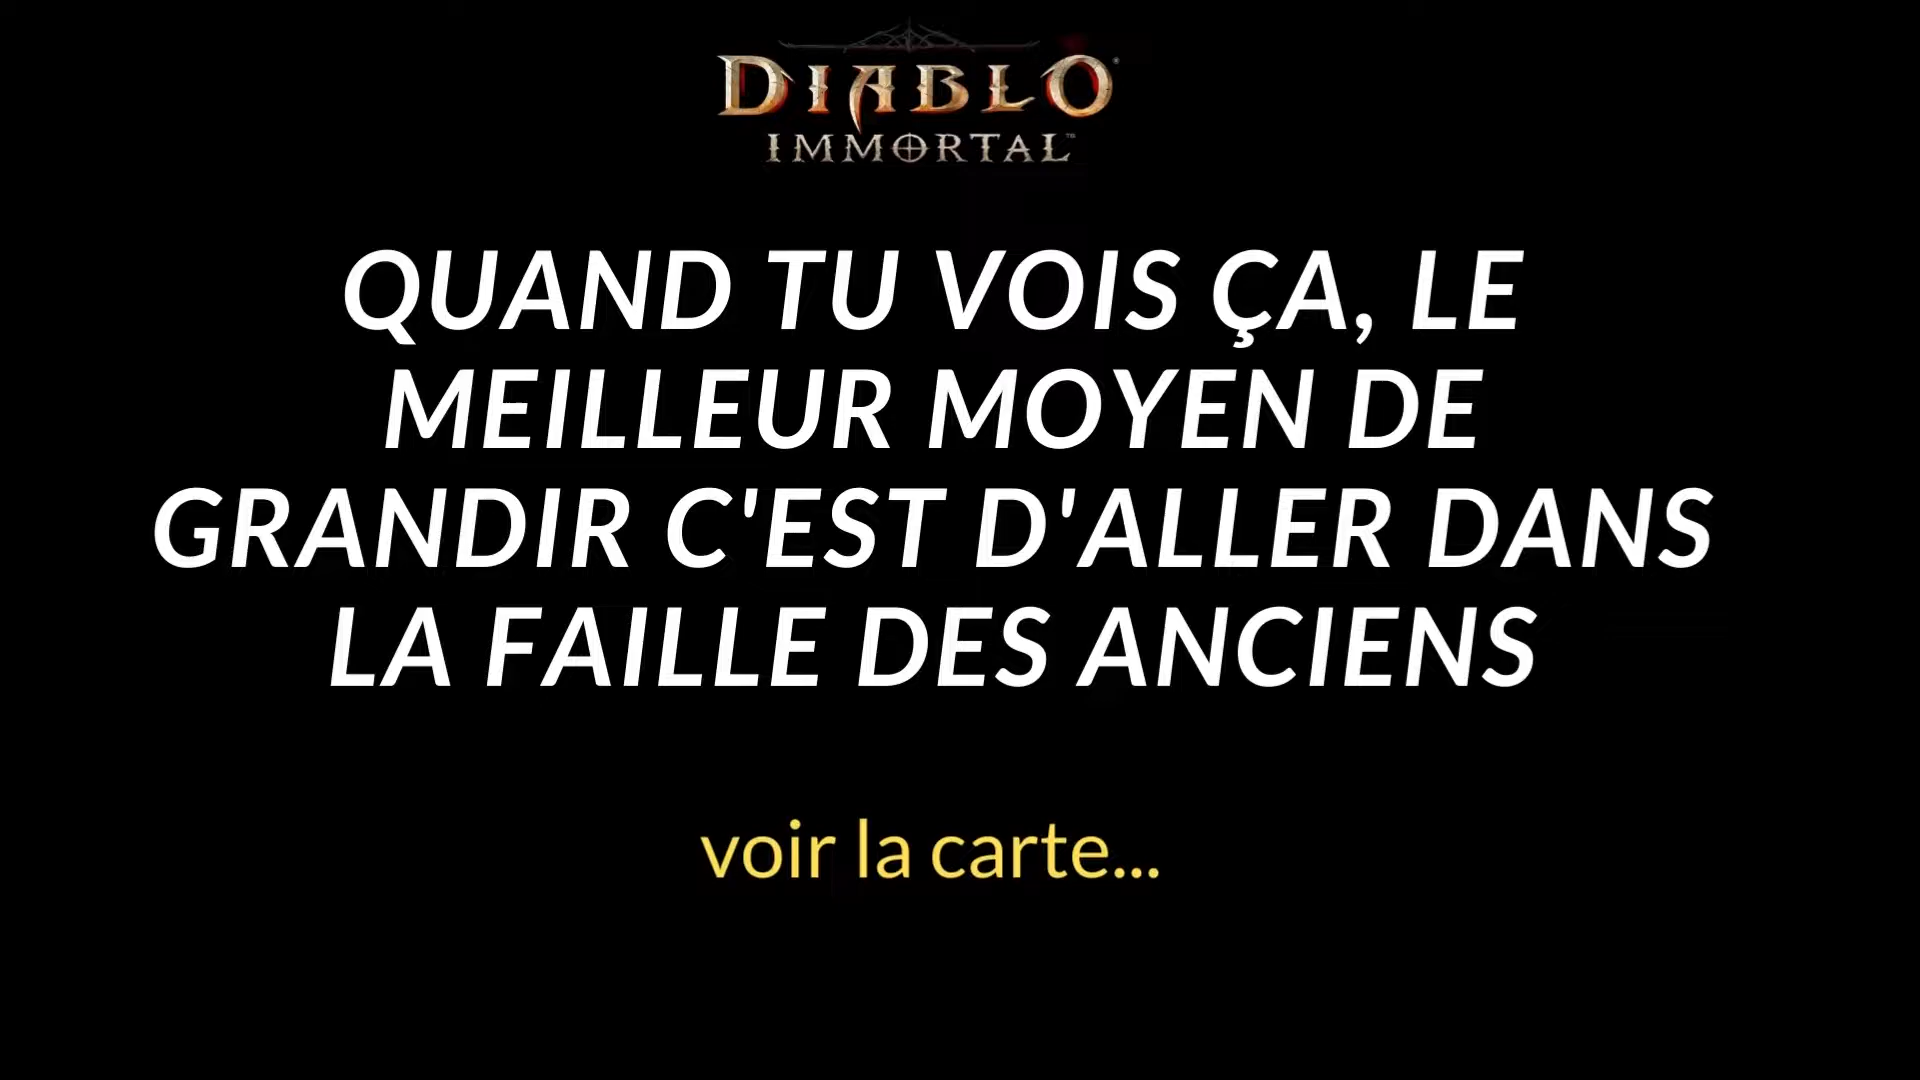 DIABLO
IMMORTAL™
QUAND TU VOIS ÇA, LE
MEILLEUR MOYEN DE
GRANDIR C'EST D'ALLER DANS
LA FAILLE DES ANCIENS
voir la carte...